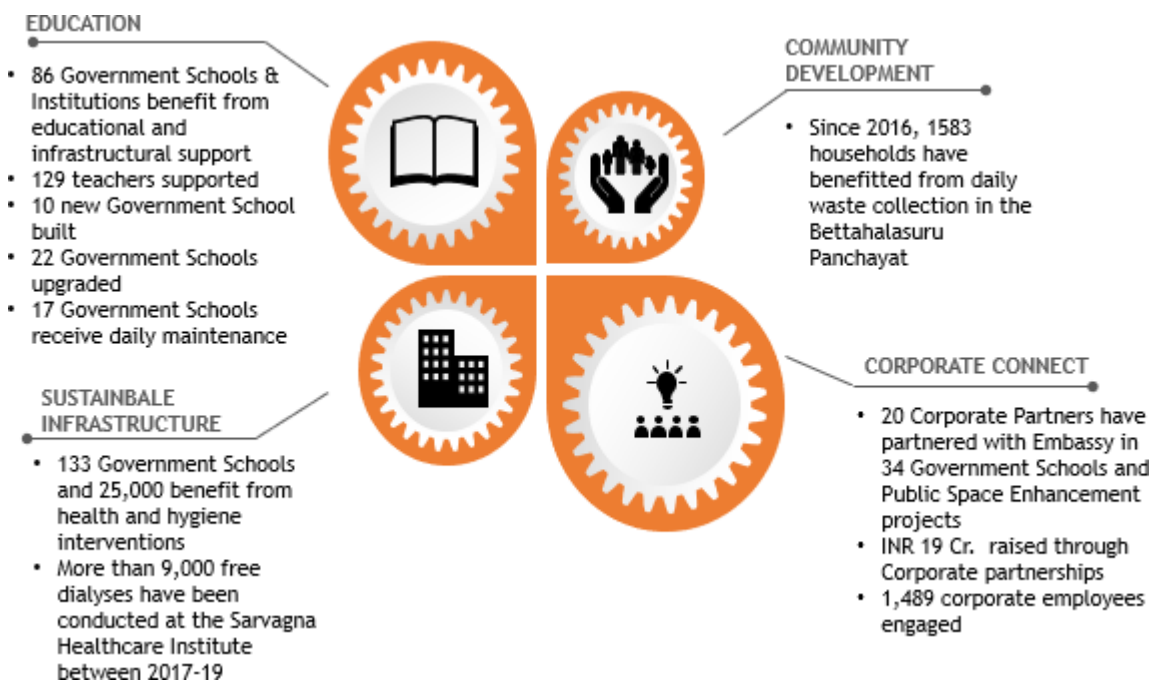 EDUCATION
• 86 Government Schools &
Institutions benefit from
educational and
infrastructural support
• 129 teachers supported
• 10 new Government School
built
• 22 Government Schools
upgraded
• 17 Government Schools
receive daily maintenance
COMMUNITY
DEVELOPMENT
• Since 2016, 1583
households have
benefitted from daily
waste collection in the
Bettahalasuru
Panchayat
SUSTAINBALE
INFRASTRUCTURE
• 133 Government Schools
and 25,000 benefit from
health and hygiene
interventions
• More than 9,000 free
dialyses have been
conducted at the Sarvagna
Healthcare Institute
between 2017-19
CORPORATE CONNECT
• 20 Corporate Partners have
partnered with Embassy in
34 Government Schools and
Public Space Enhancement
projects
• INR 19 Cr. raised through
Corporate partnerships
• 1,489 corporate employees
engaged